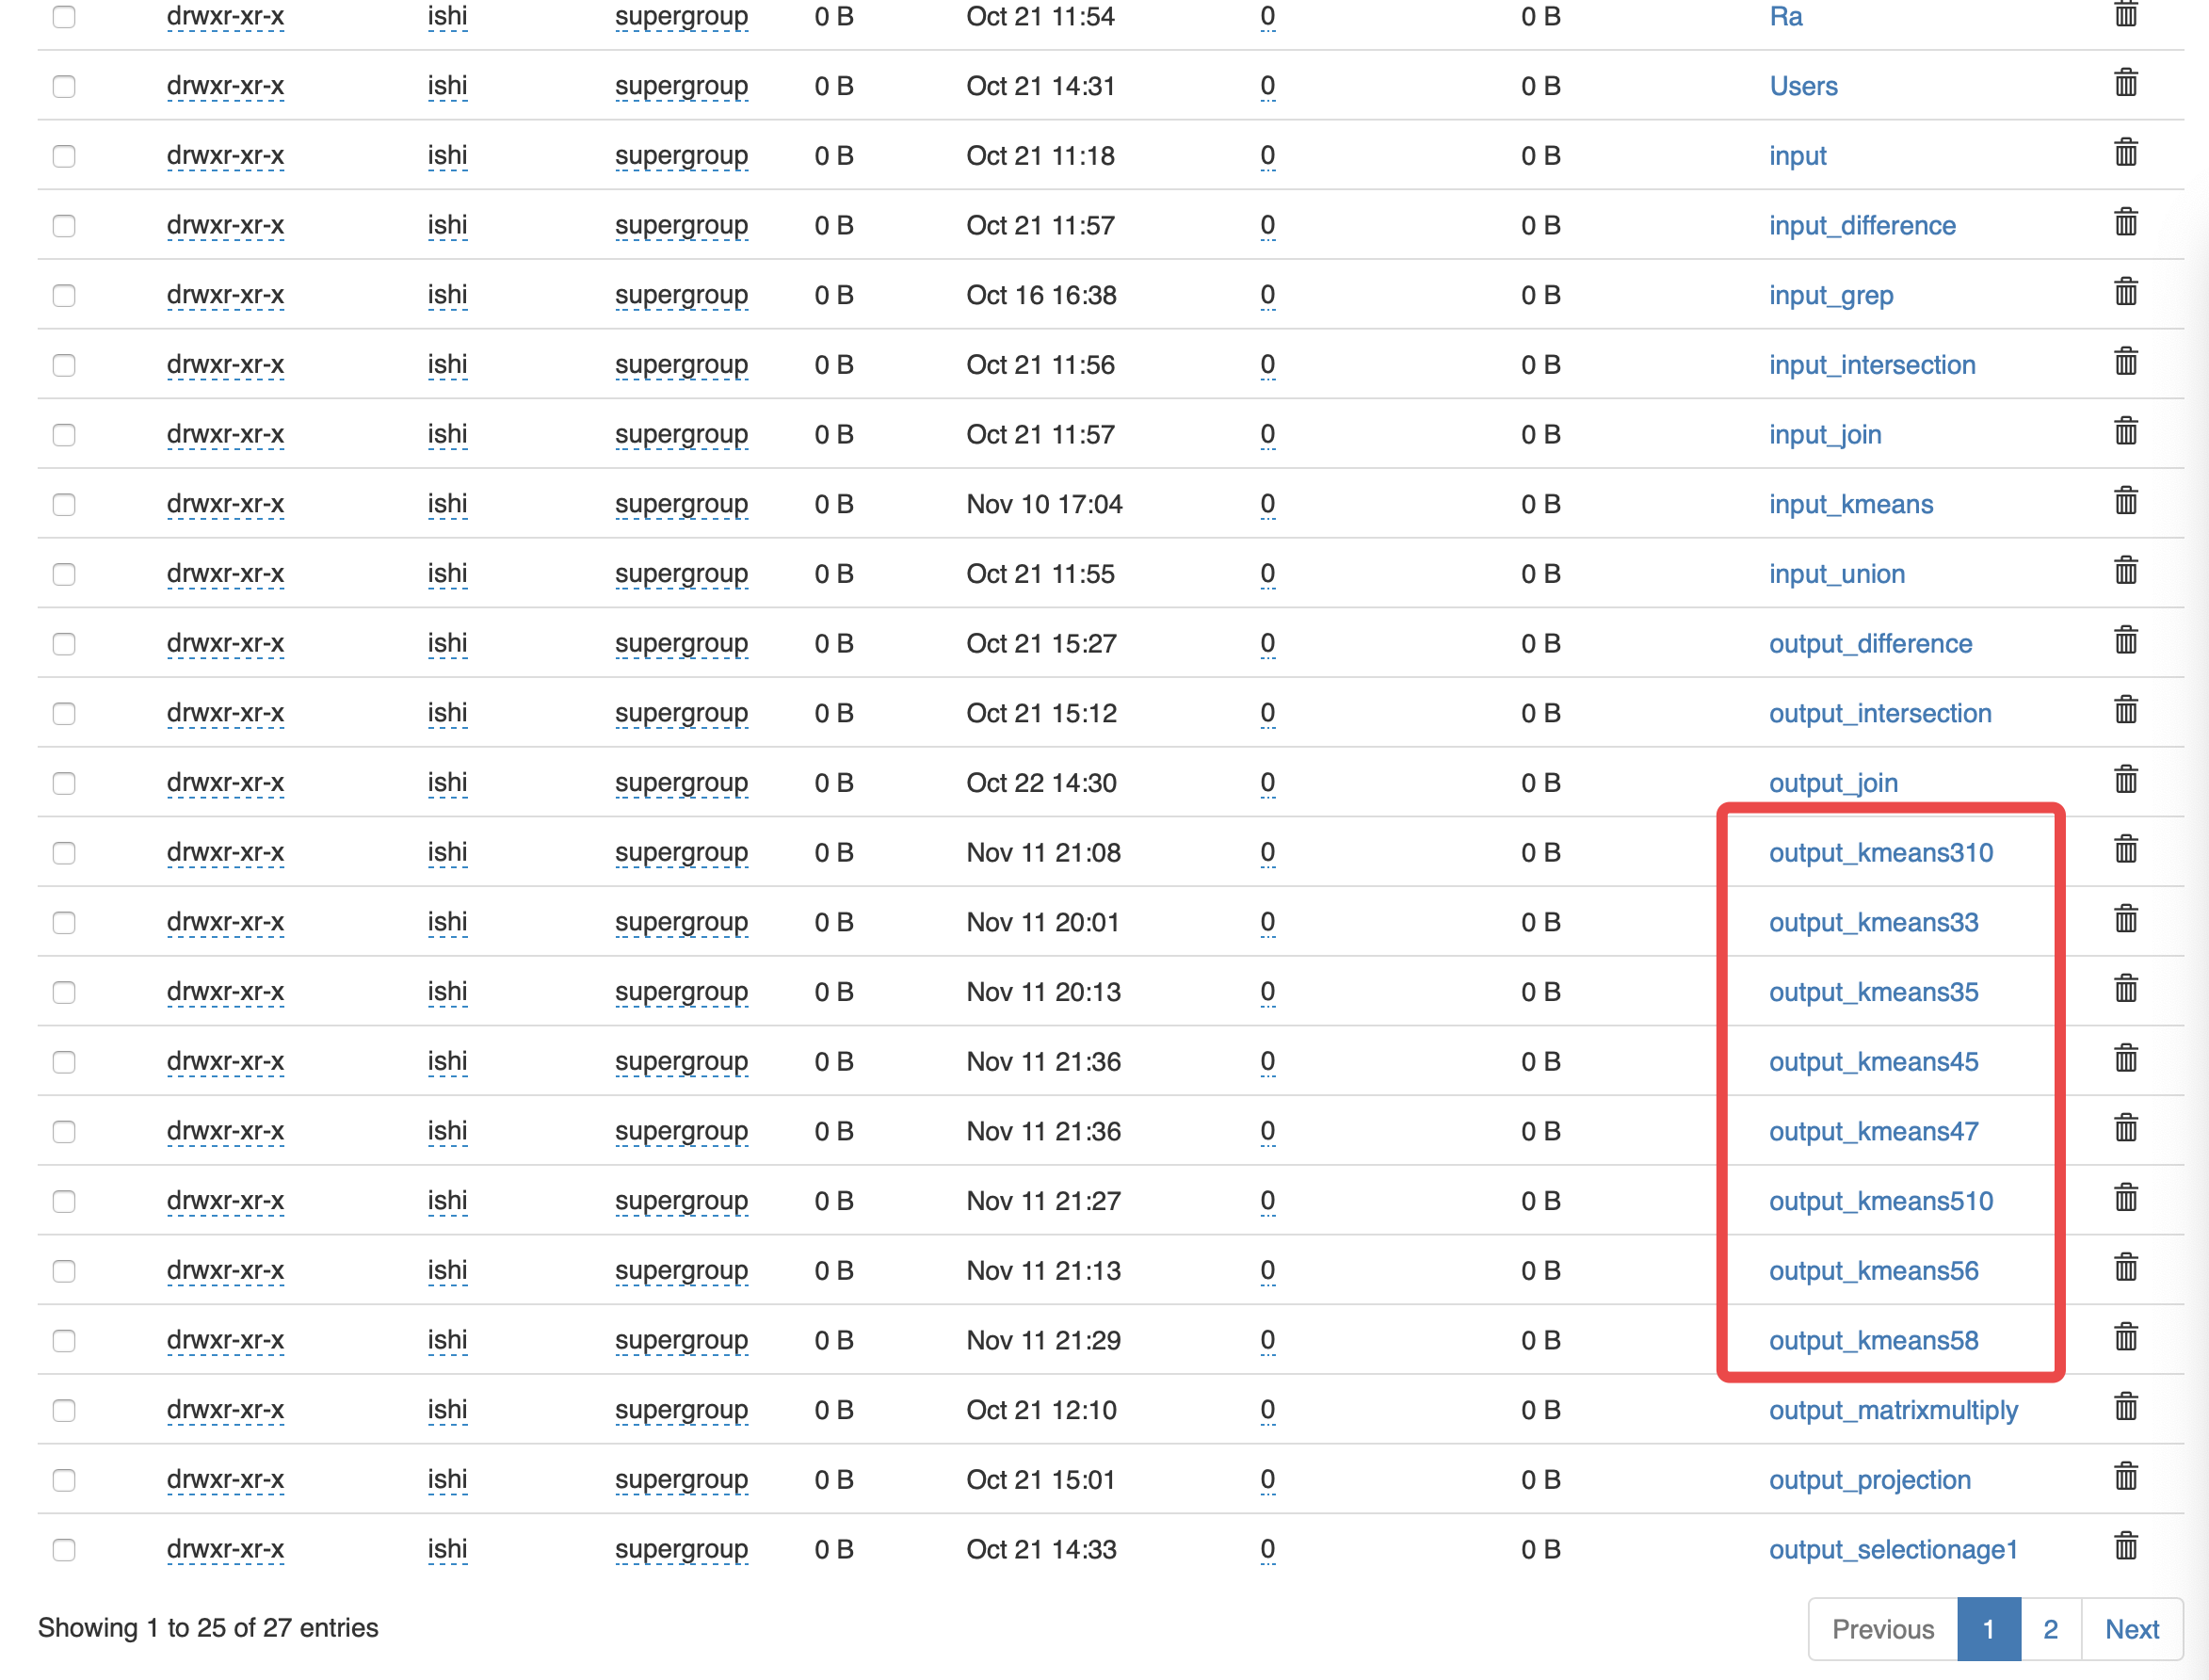 drwxr-xr-x ishi supergroup 0 B Oct 21 11:54 0 0 B Ra
drwxr-xr-x ishi supergroup 0 B Oct 21 14:31 0 0 B Users
drwxr-xr-x ishi supergroup 0 B Oct 21 11:18 0 0 B input
drwxr-xr-x ishi supergroup 0 B Oct 21 11:57 0 0 B input_difference
drwxr-xr-x ishi supergroup 0 B Oct 16 16:38 0 0 B input_grep
drwxr-xr-x ishi supergroup 0 B Oct 21 11:56 0 0 B input_intersection
drwxr-xr-x ishi supergroup 0 B Oct 21 11:57 0 0 B input_join
drwxr-xr-x ishi supergroup 0 B Nov 10 17:04 0 0 B input_kmeans
drwxr-xr-x ishi supergroup 0 B Oct 21 11:55 0 0 B input_union
drwxr-xr-x ishi supergroup 0 B Oct 21 15:27 0 0 B output_difference
drwxr-xr-x ishi supergroup 0 B Oct 21 15:12 0 0 B output_intersection
drwxr-xr-x ishi supergroup 0 B Oct 22 14:30 0 0 B output_join
drwxr-xr-x ishi supergroup 0 B Nov 11 21:08 0 0 B output_kmeans310
drwxr-xr-x ishi supergroup 0 B Nov 11 20:01 0 0 B output_kmeans33
drwxr-xr-x ishi supergroup 0 B Nov 11 20:13 0 0 B output_kmeans35
drwxr-xr-x ishi supergroup 0 B Nov 11 21:36 0 0 B output_kmeans45
drwxr-xr-x ishi supergroup 0 B Nov 11 21:36 0 0 B output_kmeans47
drwxr-xr-x ishi supergroup 0 B Nov 11 21:27 0 0 B output_kmeans510
drwxr-xr-x ishi supergroup 0 B Nov 11 21:13 0 0 B output_kmeans56
drwxr-xr-x ishi supergroup 0 B Nov 11 21:29 0 0 B output_kmeans58
drwxr-xr-x ishi supergroup 0 B Oct 21 12:10 0 0 B output_matrixmultiply
drwxr-xr-x ishi supergroup 0 B Oct 21 15:01 0 0 B output_projection
drwxr-xr-x ishi supergroup 0 B Oct 21 14:33 0 0 B output_selectionage1
Showing 1 to 25 of 27 entries Previous 1 2 Next